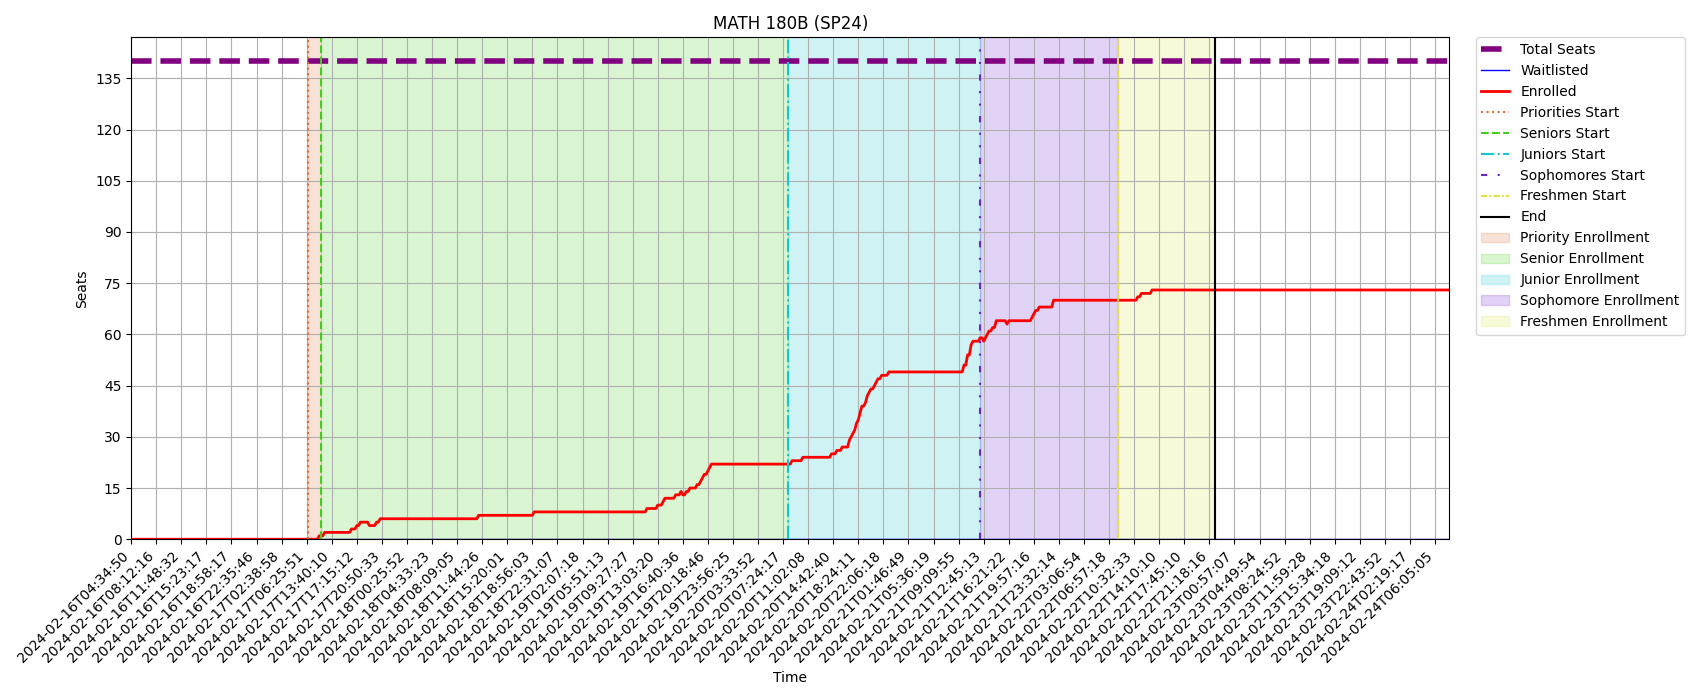 MATH 180B (SP24)
Seats
135
120
105
90
75
60
45
30
15
0
2024-02-16T04:34:50
2024-02-16T08:12:16
2024-02-16T11:48:32
2024-02-16T15:23:17
2024-02-16T18:58:17
2024-02-16T22:35:46
2024-02-17T02:38:58
2024-02-17T06:25:51
2024-02-17T13:40:10
2024-02-17T17:15:12
2024-02-17T20:50:33
2024-02-18T00:25:52
2024-02-18T04:33:23
2024-02-18T08:09:05
2024-02-18T11:44:26
2024-02-18T15:20:01
2024-02-18T18:56:03
2024-02-18T22:31:07
2024-02-19T02:07:18
2024-02-19T05:51:13
2024-02-19T09:27:27
2024-02-19T13:03:20
2024-02-19T16:40:36
2024-02-19T20:18:46
2024-02-19T23:56:25
2024-02-20T03:33:52
2024-02-20T07:24:17
2024-02-20T11:02:08
2024-02-20T14:42:40
2024-02-20T18:24:11
2024-02-20T22:06:18
2024-02-21T01:46:49
2024-02-21T05:36:19
2024-02-21T09:09:55
2024-02-21T12:45:13
2024-02-21T16:21:22
2024-02-21T19:57:16
2024-02-21T23:32:14
2024-02-22T03:06:54
2024-02-22T06:57:18
2024-02-22T10:32:33
2024-02-22T14:10:10
2024-02-22T17:45:10
2024-02-22T21:18:16
2024-02-23T00:57:07
2024-02-23T04:49:54
2024-02-23T08:24:52
2024-02-23T11:59:28
2024-02-23T15:34:18
2024-02-23T19:09:12
2024-02-23T22:43:52
2024-02-24T02:19:17
2024-02-24T06:05:05
Time
Total Seats
Waitlisted
Enrolled
Priorities Start
Seniors Start
Juniors Start
Sophomores Start
Freshmen Start
End
Priority Enrollment
Senior Enrollment
Junior Enrollment
Sophomore Enrollment
Freshmen Enrollment